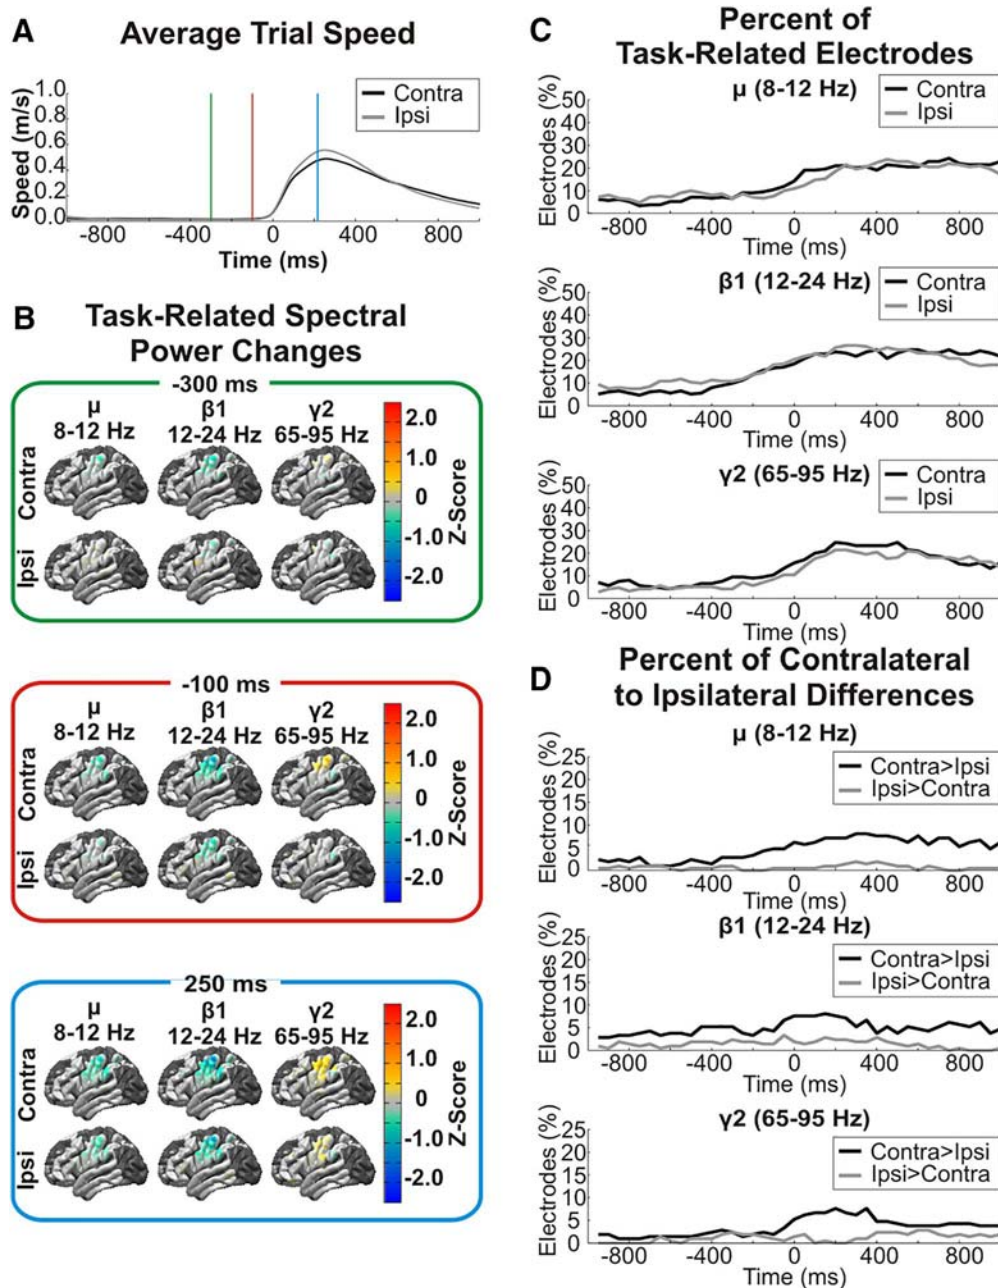 A
Average Trial Speed
Speed (m/s)
1.0
0.8
0.6
0.4
0.2
0.0
Contra
Ipsi
-800 -400 0 400 800
Time (ms)
B
Task-Related Spectral
Power Changes
-300 ms
μ β1 γ2
8-12 Hz 12-24 Hz 65-95 Hz
Contra
Ipsi
2.0
1.0
0
-1.0
-2.0
Z-Score
-100 ms
μ β1 γ2
8-12 Hz 12-24 Hz 65-95 Hz
Contra
Ipsi
2.0
1.0
0
-1.0
-2.0
Z-Score
250 ms
μ β1 γ2
8-12 Hz 12-24 Hz 65-95 Hz
Contra
Ipsi
2.0
1.0
0
-1.0
-2.0
Z-Score
C
Percent of
Task-Related Electrodes
μ (8-12 Hz)
Electrodes (%)
50
40
30
20
10
0
Contra
Ipsi
-800 -400 0 400 800
Time (ms)
β1 (12-24 Hz)
Electrodes (%)
50
40
30
20
10
0
Contra
Ipsi
-800 -400 0 400 800
Time (ms)
γ2 (65-95 Hz)
Electrodes (%)
50
40
30
20
10
0
Contra
Ipsi
-800 -400 0 400 800
Time (ms)
D
Percent of Contralateral
to Ipsilateral Differences
μ (8-12 Hz)
Electrodes (%)
25
20
15
10
5
0
Contra>Ipsi
Ipsi>Contra
-800 -400 0 400 800
Time (ms)
β1 (12-24 Hz)
Electrodes (%)
25
20
15
10
5
0
Contra>Ipsi
Ipsi>Contra
-800 -400 0 400 800
Time (ms)
γ2 (65-95 Hz)
Electrodes (%)
25
20
15
10
5
0
Contra>Ipsi
Ipsi>Contra
-800 -400 0 400 800
Time (ms)